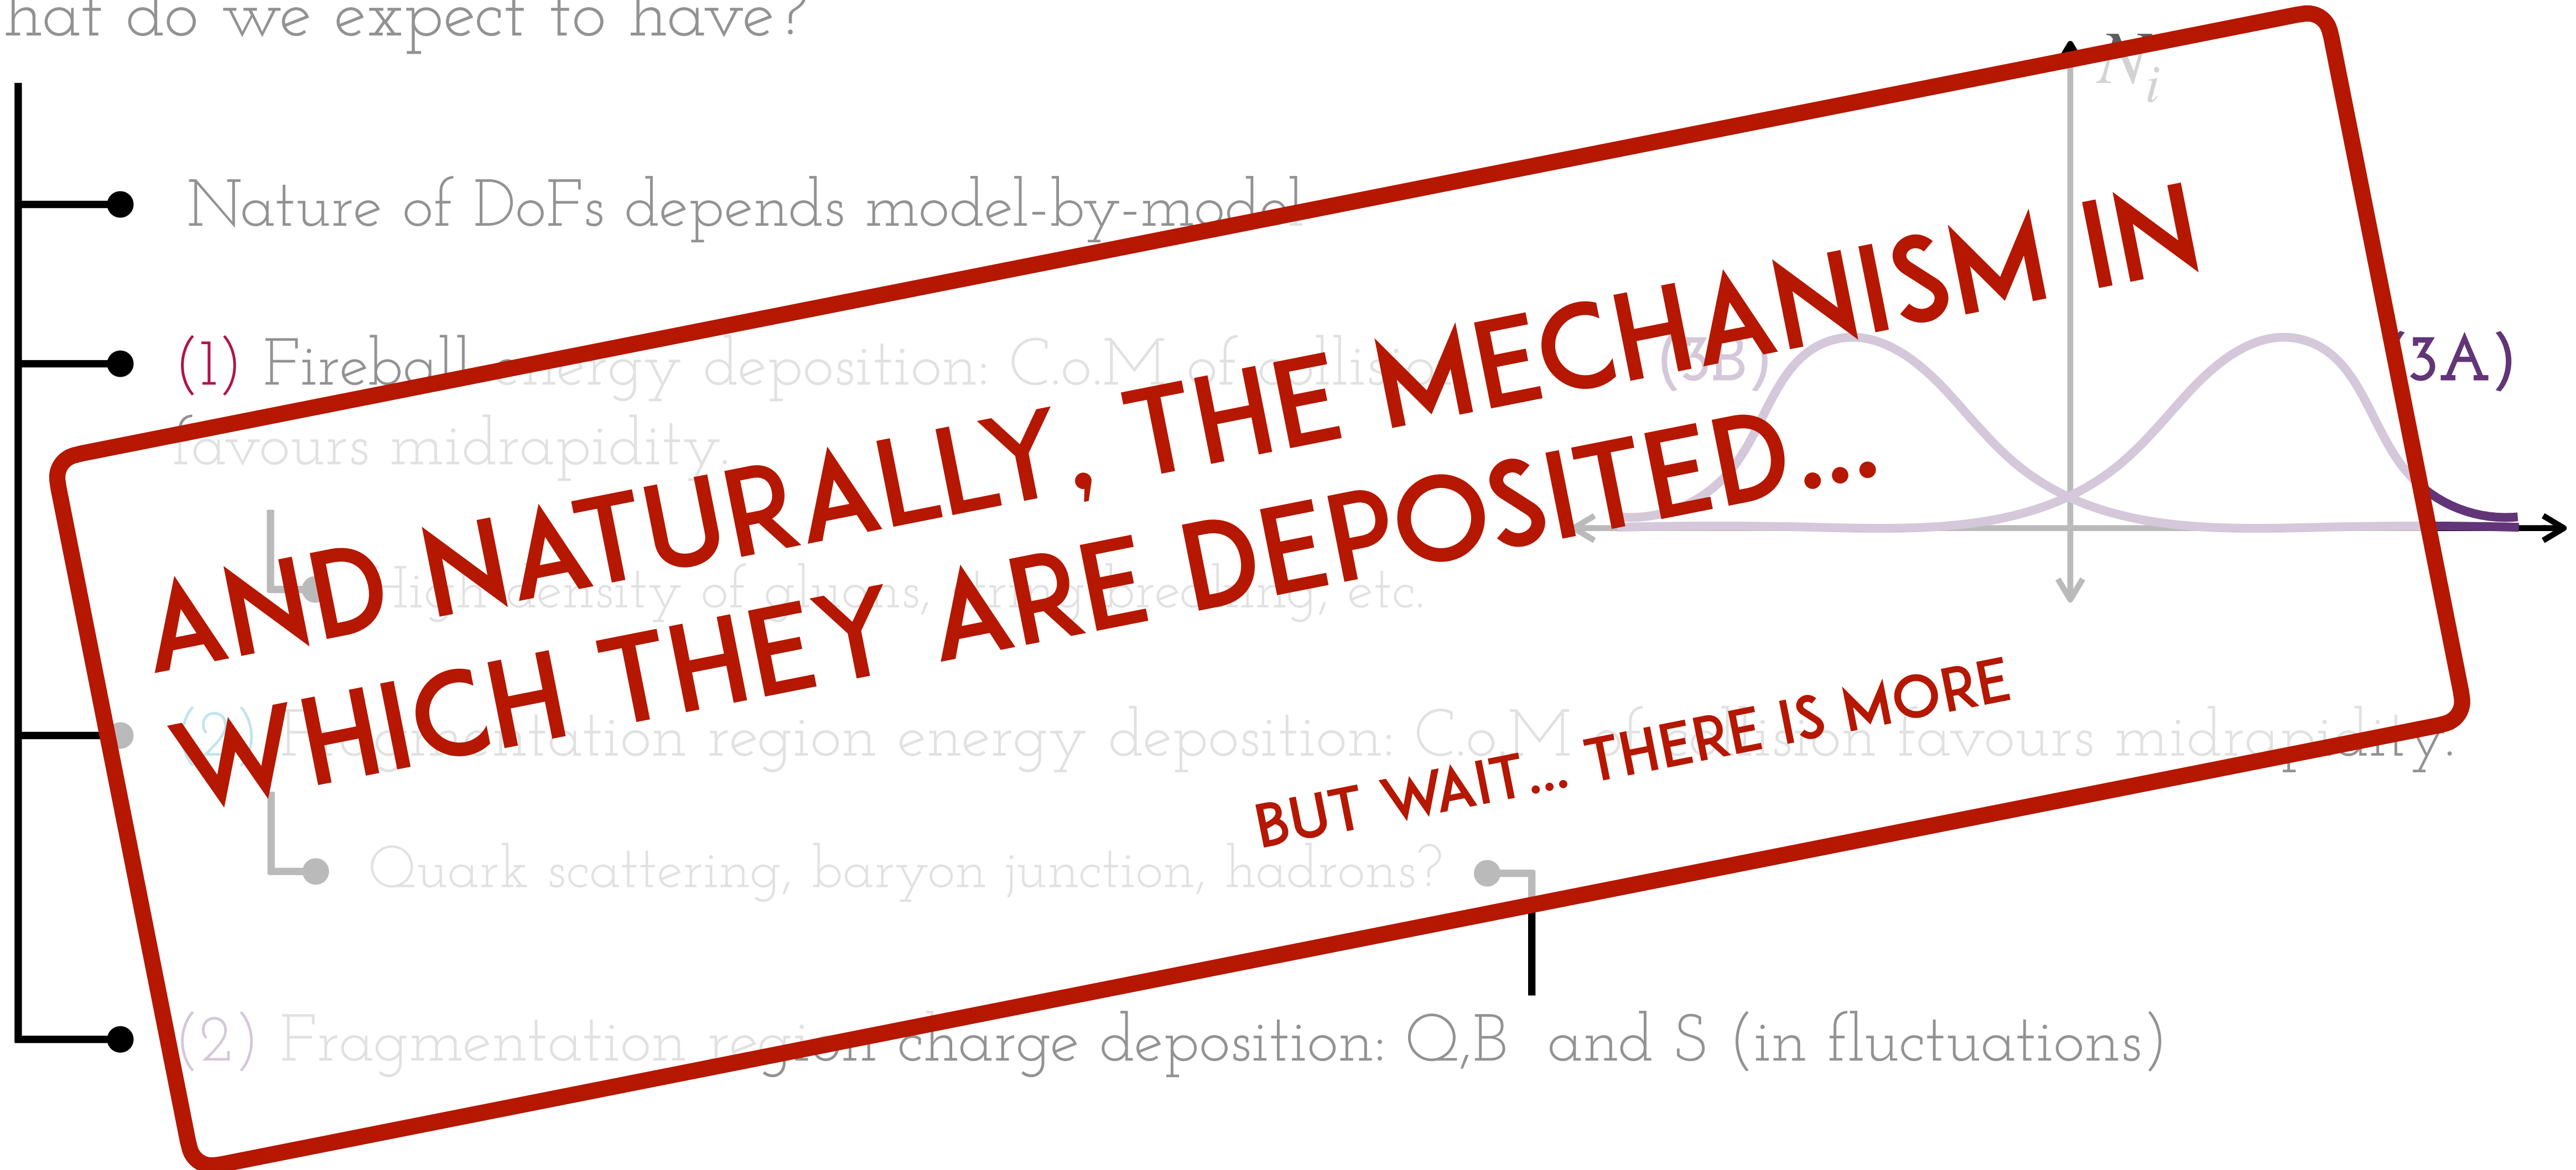 hat do we expect to have?
N_i
Nature of DoFs depends model-by-model
(1) Fireball energy deposition: C.o.M of collision
favours midrapidity.
(3B)
(3A)
High density of gluons, string breaking, etc.
(2) Fragmentation region energy deposition: C.o.M of collision favours midrapidity.
Quark scattering, baryon junction, hadrons?
(2) Fragmentation region charge deposition: Q,B and S (in fluctuations)
AND NATURALLY, THE MECHANISM IN
WHICH THEY ARE DEPOSITED...
BUT WAIT... THERE IS MORE